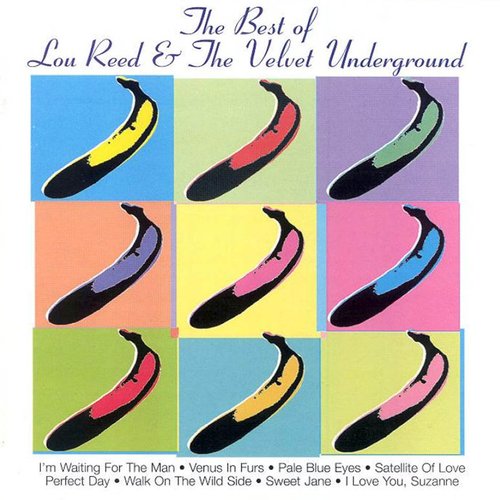 The Best of
Lou Reed & The Velvet Underground
I'm Waiting For The Man • Venus In Furs • Pale Blue Eyes • Satellite Of Love
Perfect Day • Walk On The Wild Side • Sweet Jane • I Love You, Suzanne